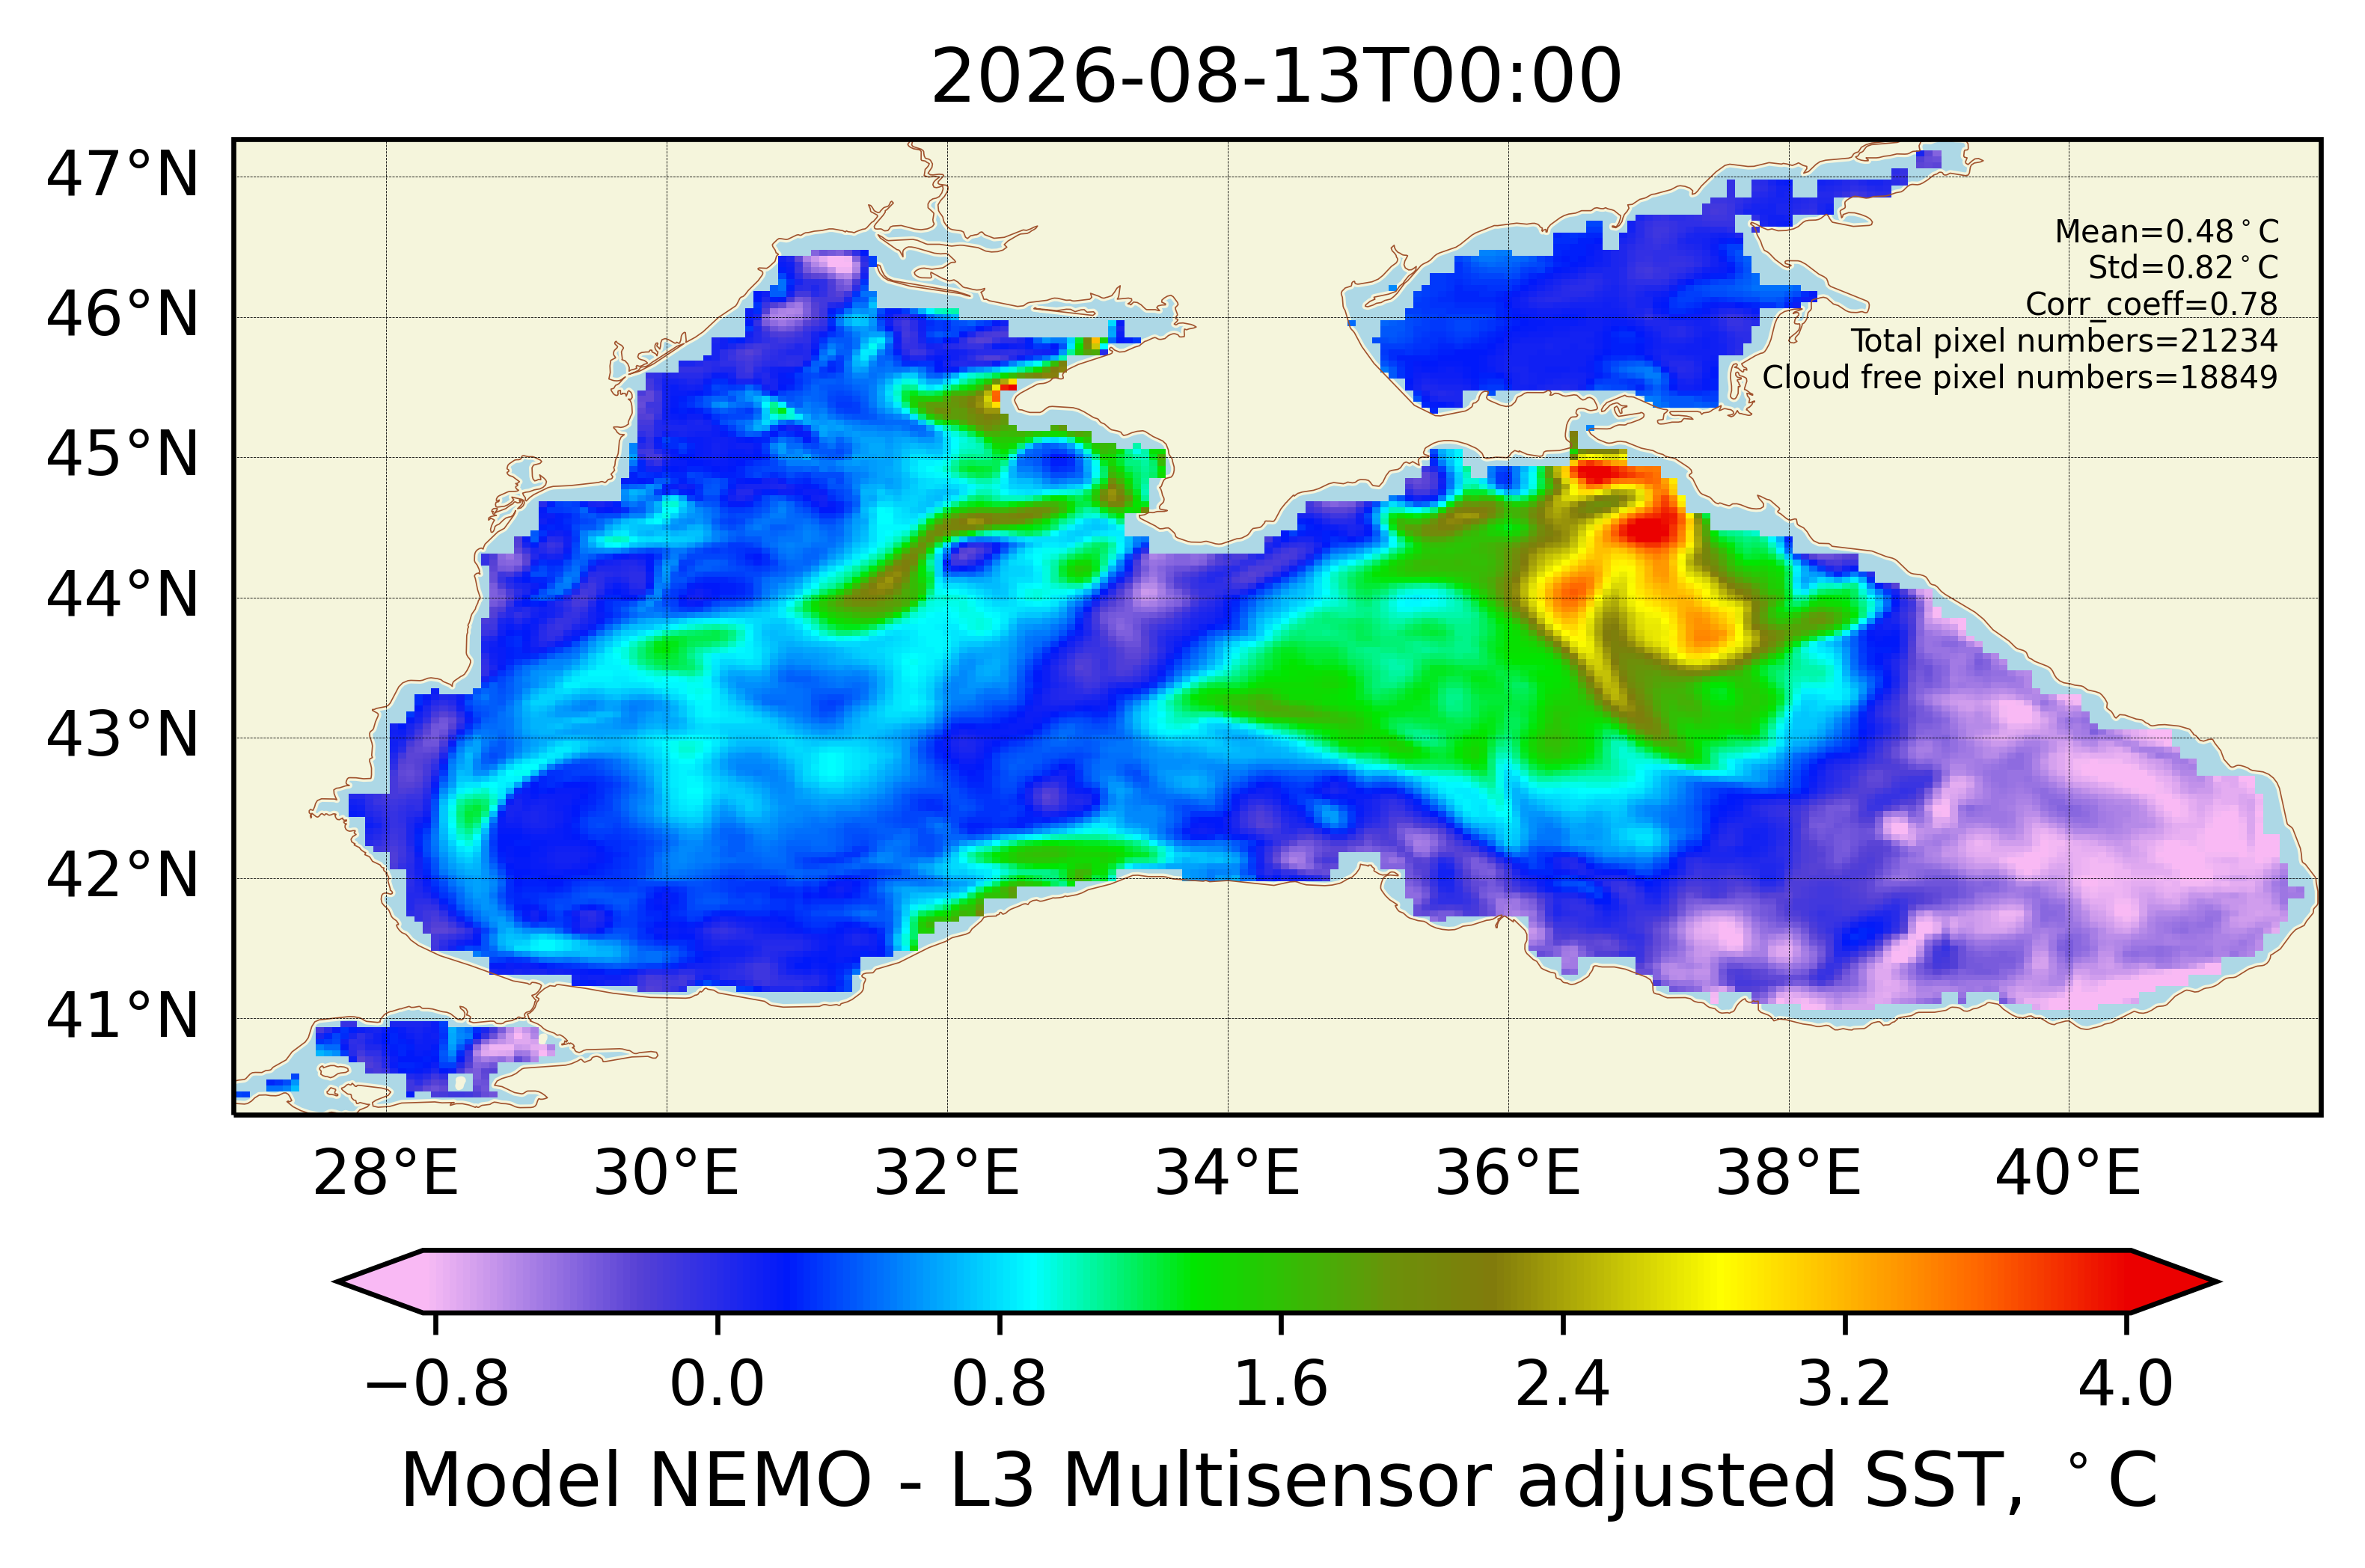 2026-08-13T00:00
47°N
46°N
45°N
44°N
43°N
42°N
41°N
Mean=0.48°C
Std=0.82°C
Corr_coeff=0.78
Total pixel numbers=21234
Cloud free pixel numbers=18849
28°E 30°E 32°E 34°E 36°E 38°E 40°E
−0.8 0.0 0.8 1.6 2.4 3.2 4.0
Model NEMO - L3 Multisensor adjusted SST, °C